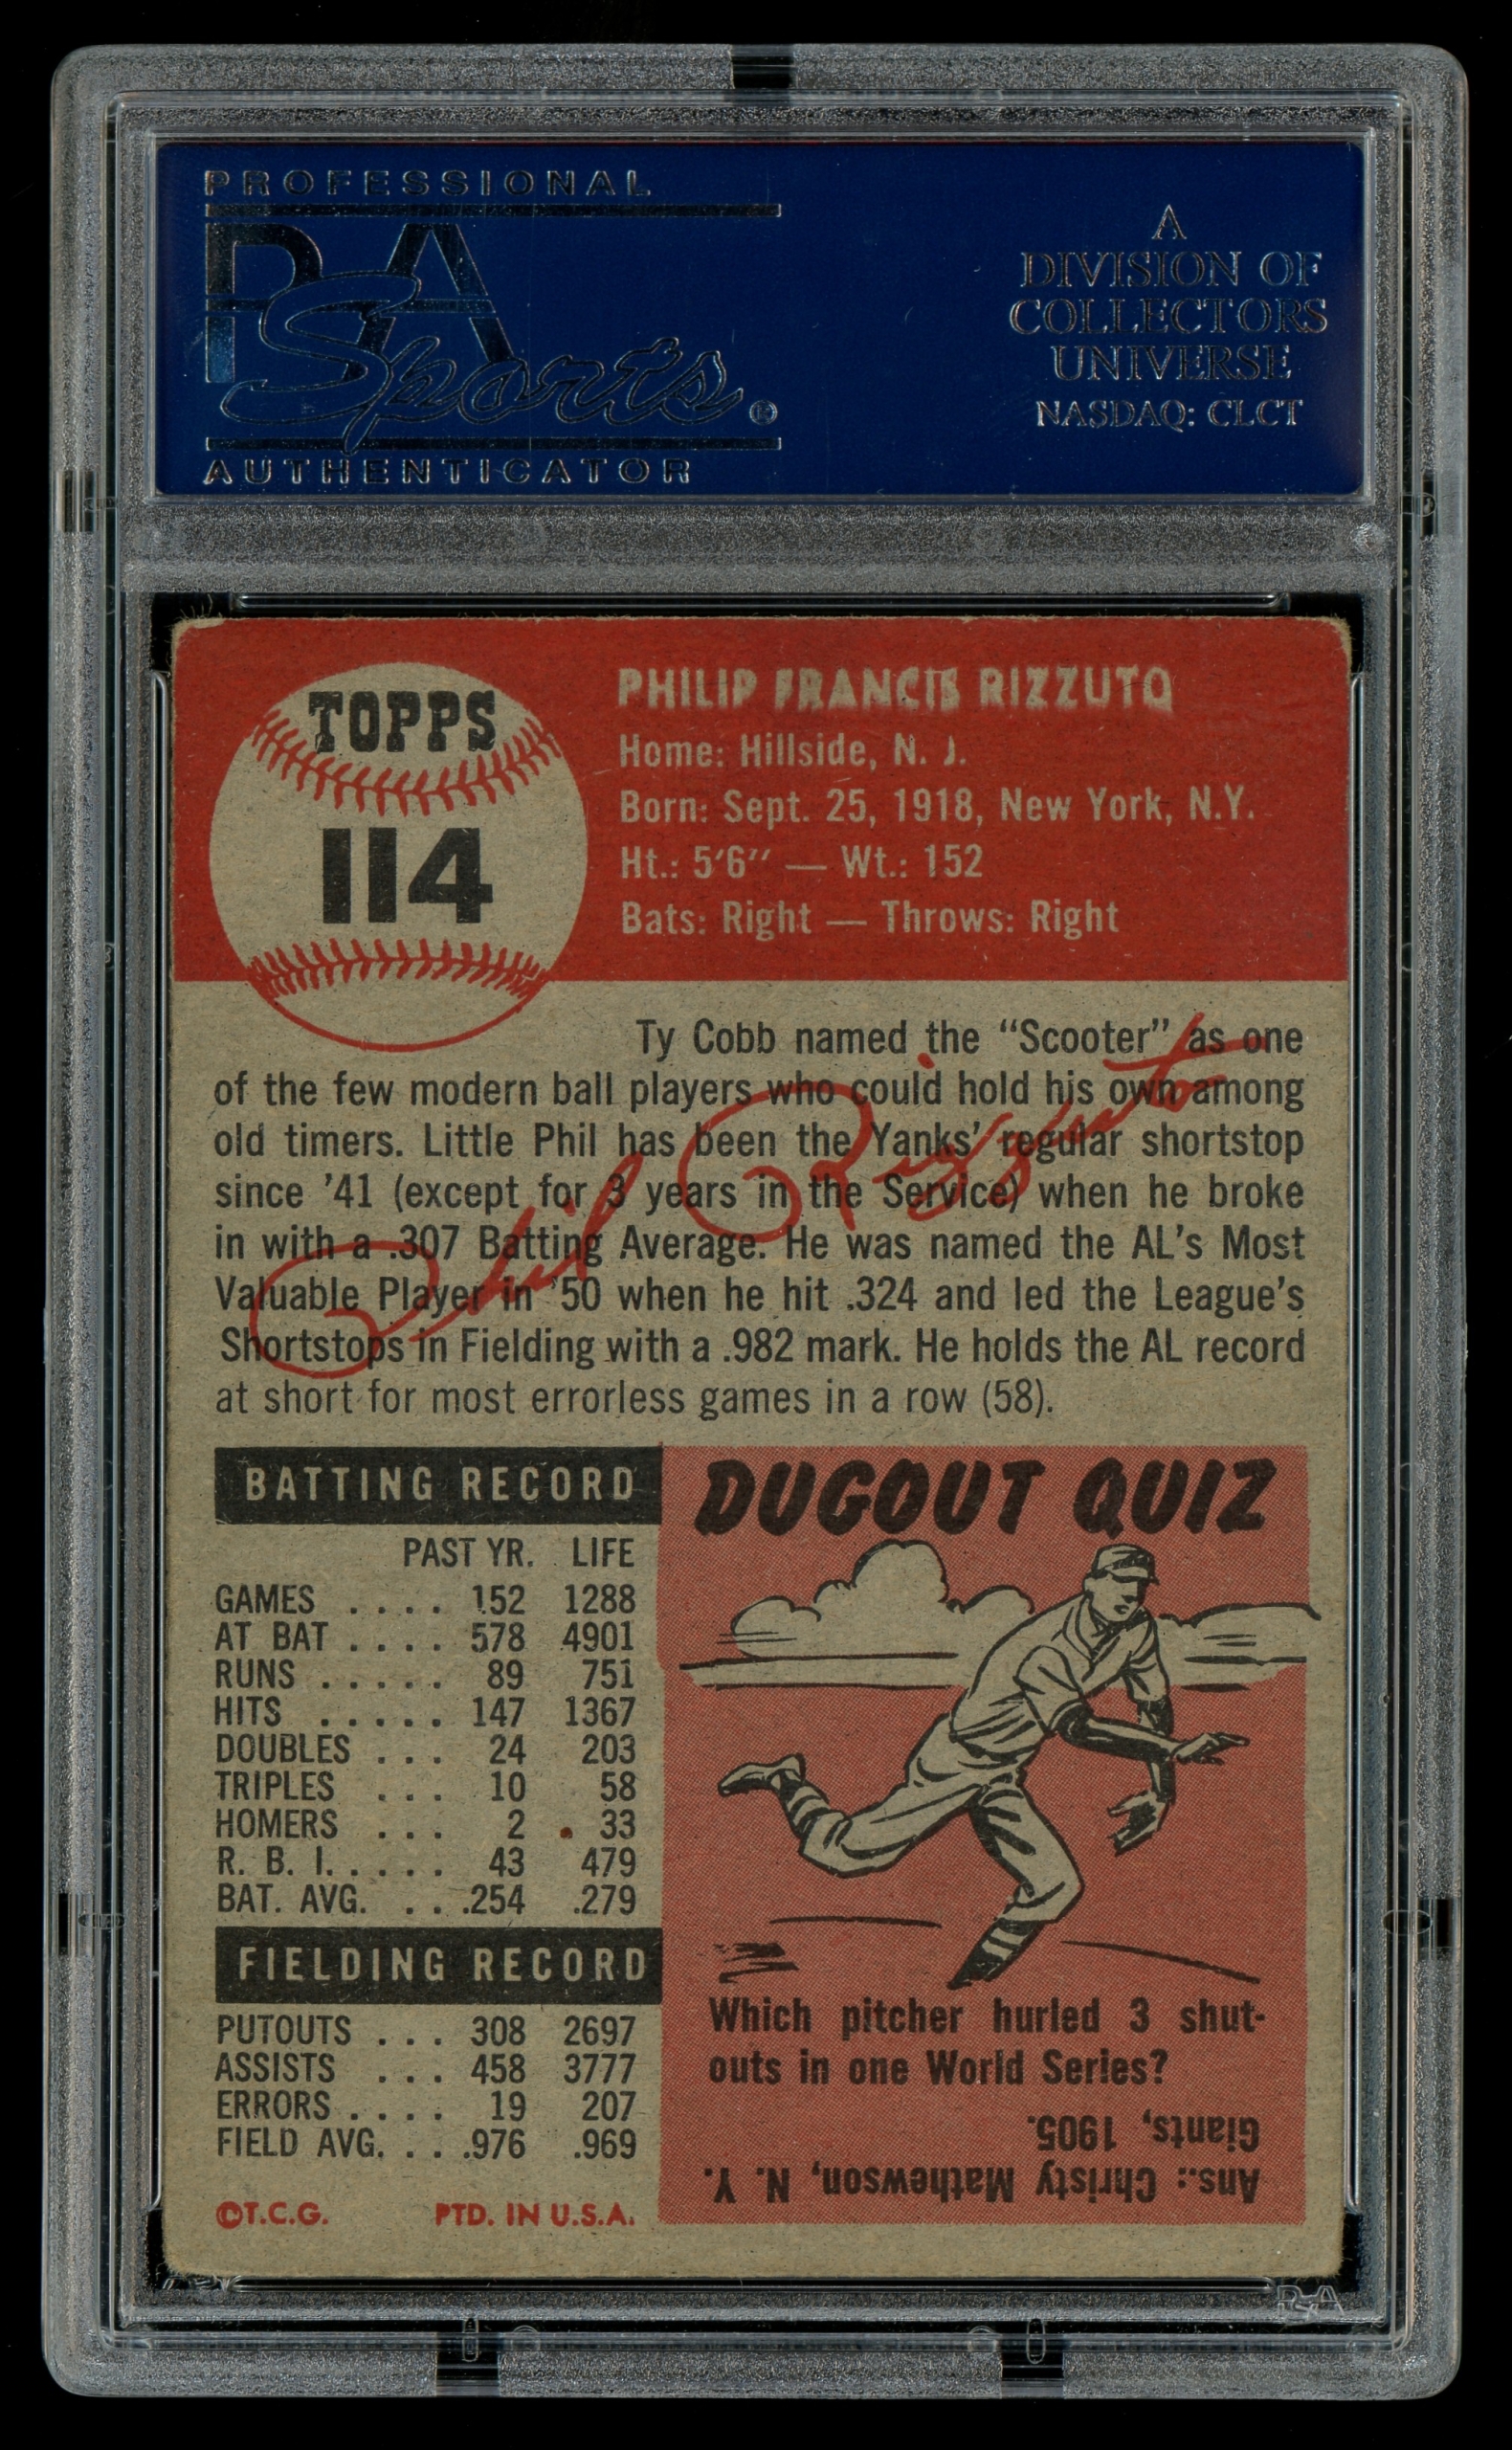 PROFESSIONAL
PSA
Sports®
AUTHENTICATOR
A
DIVISION OF
COLLECTORS
UNIVERSE
NASDAQ: CLCT
TOPPS
114
PHILIP FRANCIS RIZZUTO
Home: Hillside, N. J.
Born: Sept. 25, 1918, New York, N.Y.
Ht.: 5'6" — Wt.: 152
Bats: Right — Throws: Right
Ty Cobb named the "Scooter" as one
of the few modern ball players who could hold his own among
old timers. Little Phil has been the Yanks' regular shortstop
since '41 (except for 3 years in the Service) when he broke
in with a .307 Batting Average. He was named the AL's Most
Valuable Player in '50 when he hit .324 and led the League's
Shortstops in Fielding with a .982 mark. He holds the AL record
at short for most errorless games in a row (58).
Phil Rizzuto
BATTING RECORD
PAST YR. LIFE
GAMES .... 152 1288
AT BAT .... 578 4901
RUNS ..... 89 751
HITS ..... 147 1367
DOUBLES ... 24 203
TRIPLES ... 10 58
HOMERS ... 2 33
R. B. I. .... 43 479
BAT. AVG. ... .254 .279
FIELDING RECORD
PUTOUTS ... 308 2697
ASSISTS ... 458 3777
ERRORS .... 19 207
FIELD AVG. ... .976 .969
©T.C.G. PTD. IN U.S.A.
DUGOUT QUIZ
Which pitcher hurled 3 shut-
outs in one World Series?
Ans.: Christy Mathewson, N. Y.
Giants, 1905.
PSA